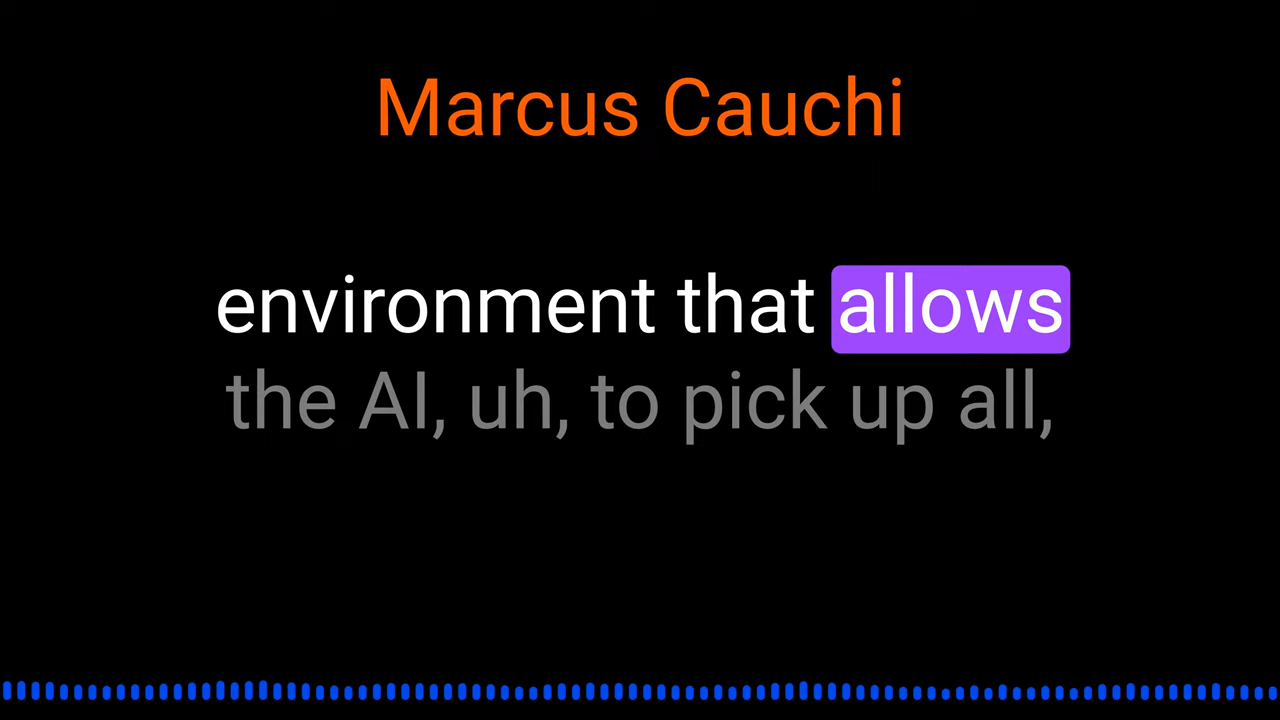 Marcus Cauchi
environment that allows
the AI, uh, to pick up all,